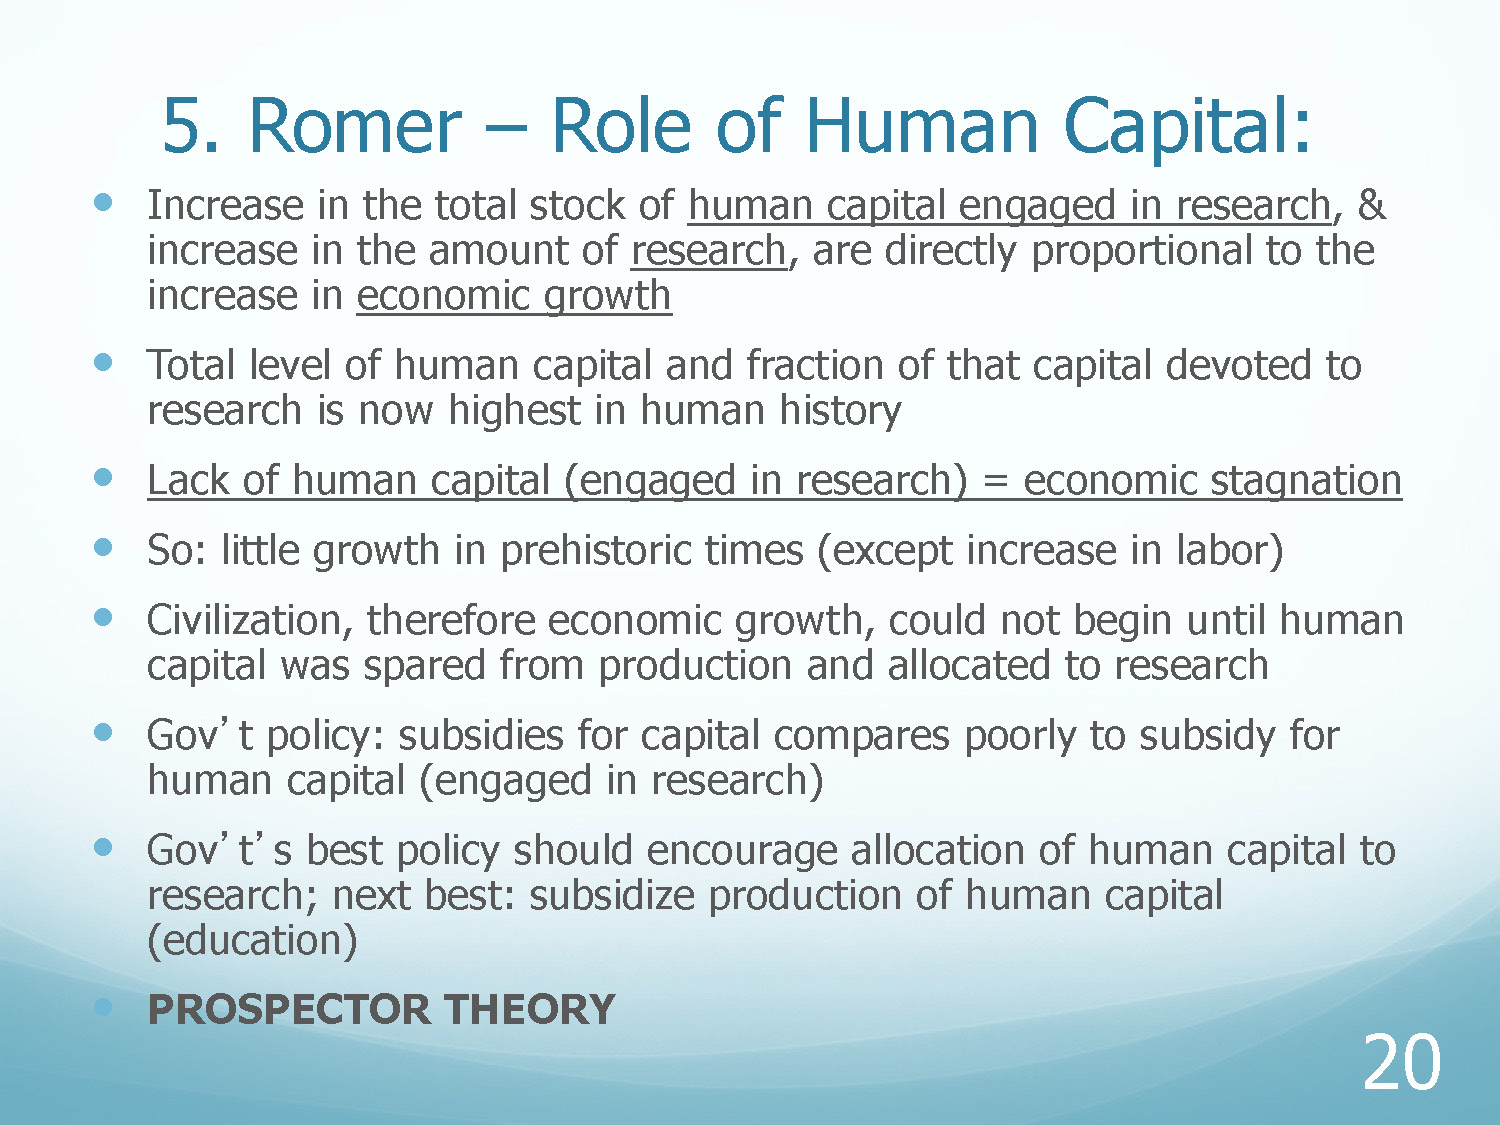 5. Romer – Role of Human Capital:
• Increase in the total stock of human capital engaged in research, &
increase in the amount of research, are directly proportional to the
increase in economic growth
• Total level of human capital and fraction of that capital devoted to
research is now highest in human history
• Lack of human capital (engaged in research) = economic stagnation
• So: little growth in prehistoric times (except increase in labor)
• Civilization, therefore economic growth, could not begin until human
capital was spared from production and allocated to research
• Gov’t policy: subsidies for capital compares poorly to subsidy for
human capital (engaged in research)
• Gov’t’s best policy should encourage allocation of human capital to
research; next best: subsidize production of human capital
(education)
• PROSPECTOR THEORY
20